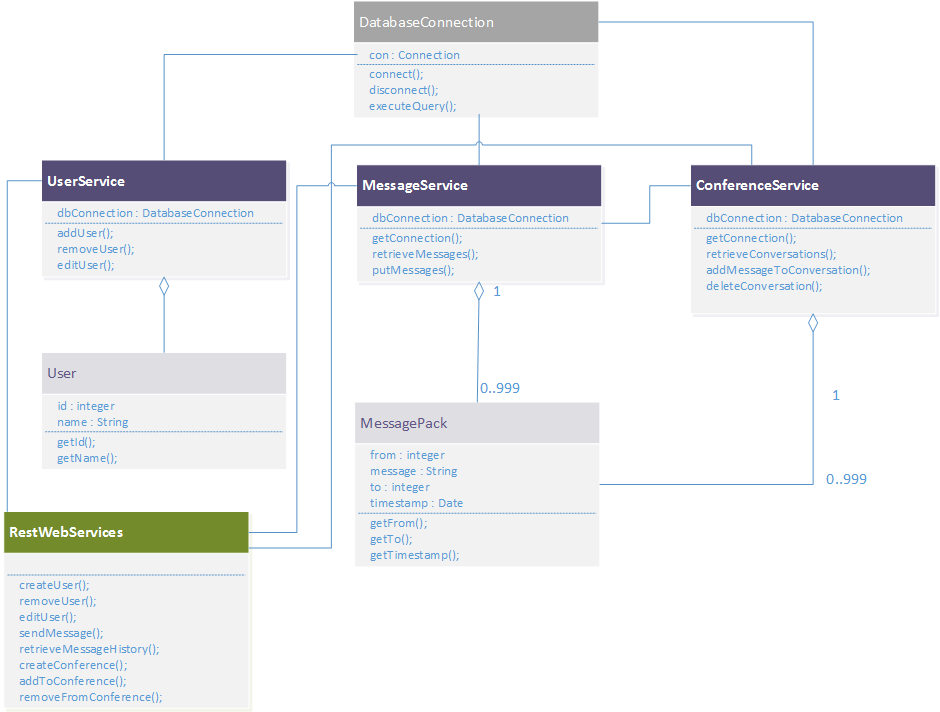 DatabaseConnection
con : Connection
connect();
disconnect();
executeQuery();
UserService
dbConnection : DatabaseConnection
addUser();
removeUser();
editUser();
MessageService
dbConnection : DatabaseConnection
getConnection();
retrieveMessages();
putMessages();
ConferenceService
dbConnection : DatabaseConnection
getConnection();
retrieveConversations();
addMessageToConversation();
deleteConversation();
1
0..999
1
0..999
User
id : integer
name : String
getId();
getName();
MessagePack
from : integer
message : String
to : integer
timestamp : Date
getFrom();
getTo();
getTimestamp();
RestWebServices
createUser();
removeUser();
editUser();
sendMessage();
retrieveMessageHistory();
createConference();
addToConference();
removeFromConference();